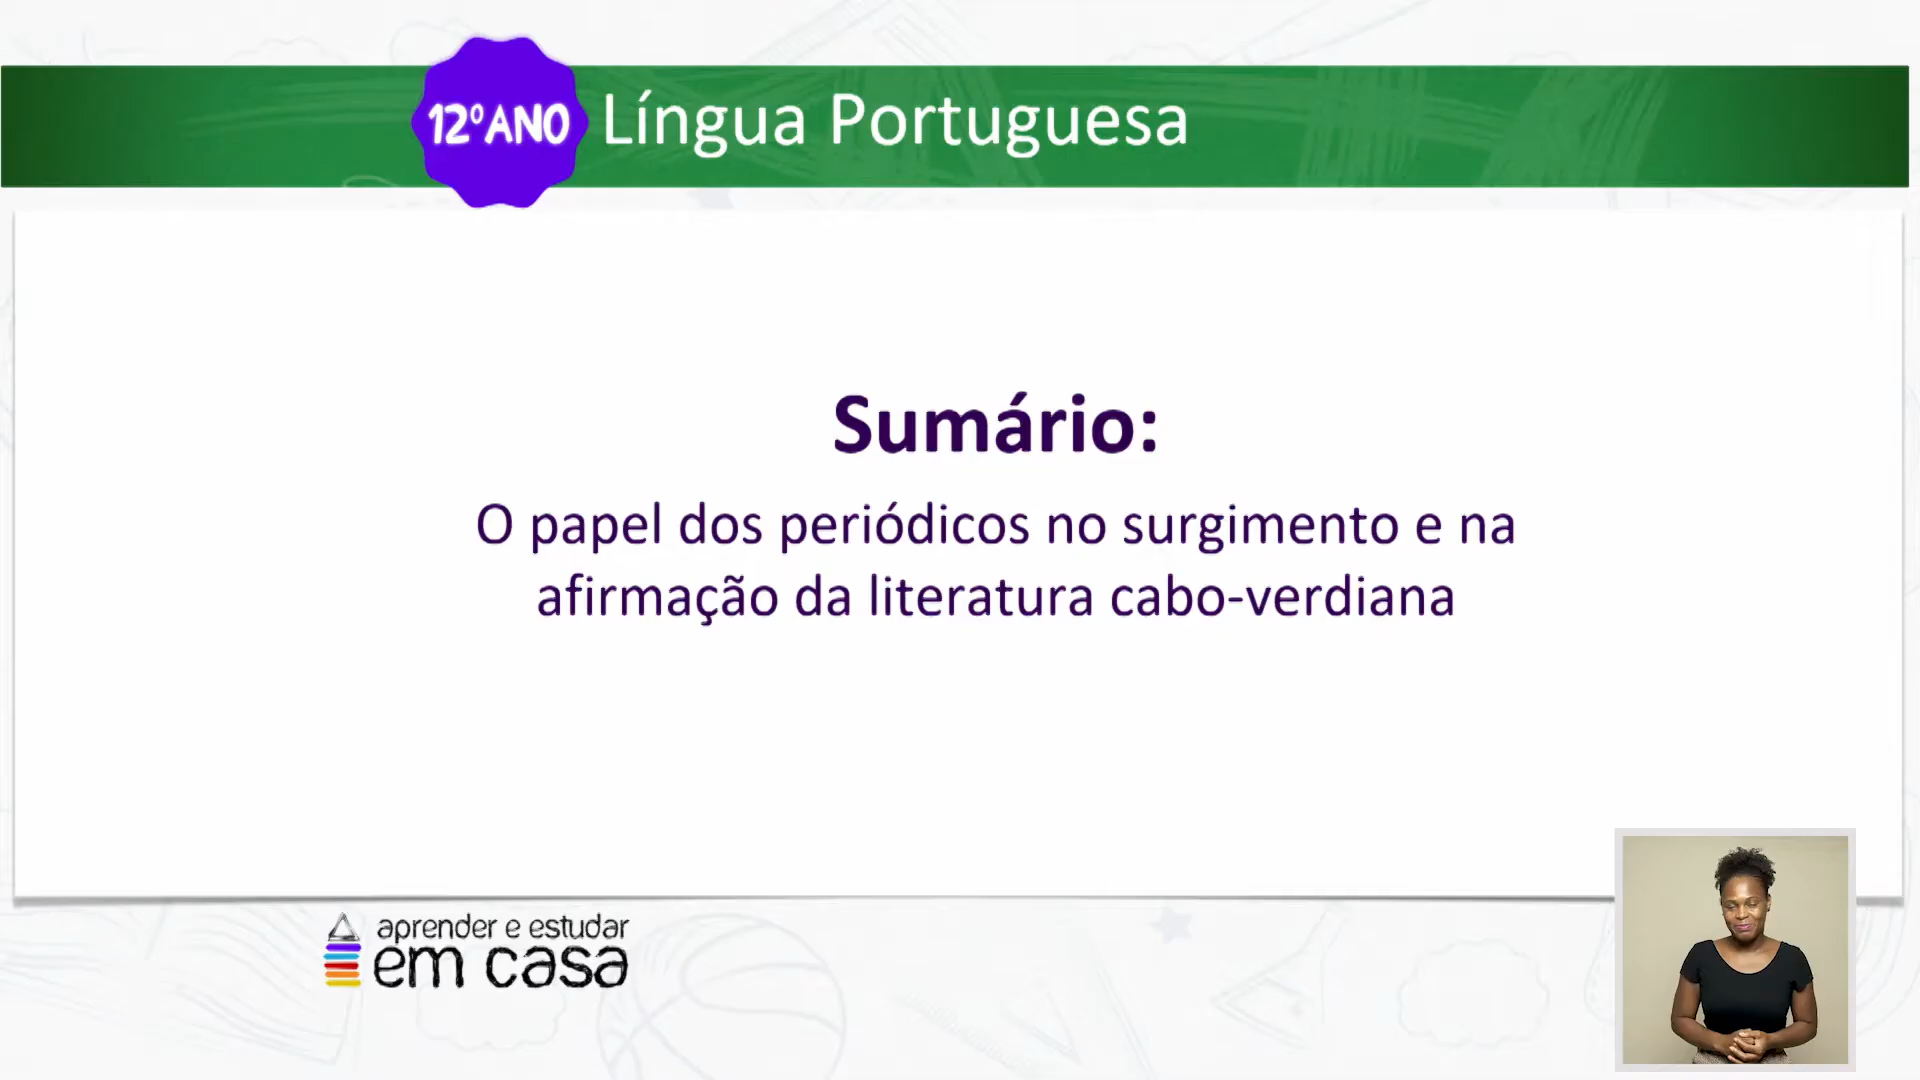 12ºANO Língua Portuguesa
Sumário:
O papel dos periódicos no surgimento e na
afirmação da literatura cabo-verdiana
aprender e estudar
em casa